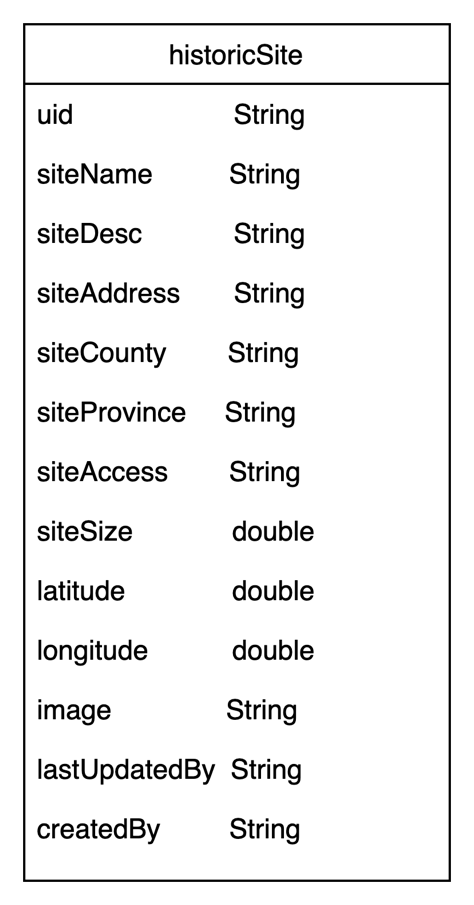 historicSite
uid String
siteName String
siteDesc String
siteAddress String
siteCounty String
siteProvince String
siteAccess String
siteSize double
latitude double
longitude double
image String
lastUpdatedBy String
createdBy String